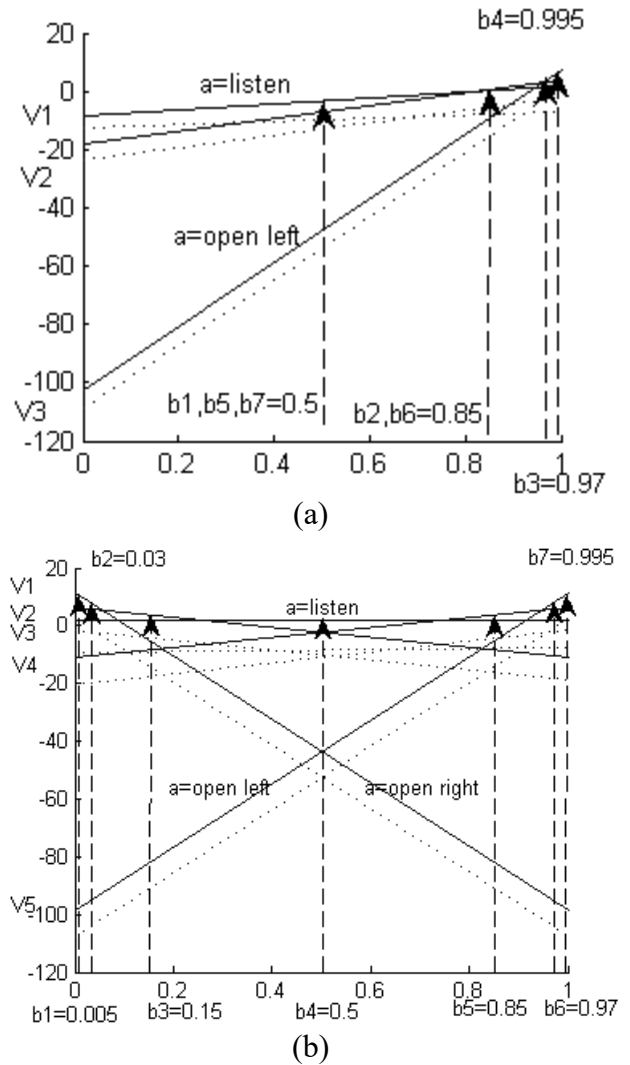 b4=0.995
20
a=listen
0
V1
-20
V2
-40
a=open left
-60
-80
-100
b1,b5,b7=0.5 b2,b6=0.85
V3
-120
0 0.2 0.4 0.6 0.8 1
b3=0.97
(a)
b2=0.03 b7=0.995
20
V1
a=listen
V2
0
V3
V4
-20
-40
a=open left a=open right
-60
-80
V5
-100
-120
0 0.2 0.4 0.6 0.8 1
b1=0.005 b3=0.15 b4=0.5 b5=0.85 b6=0.97
(b)